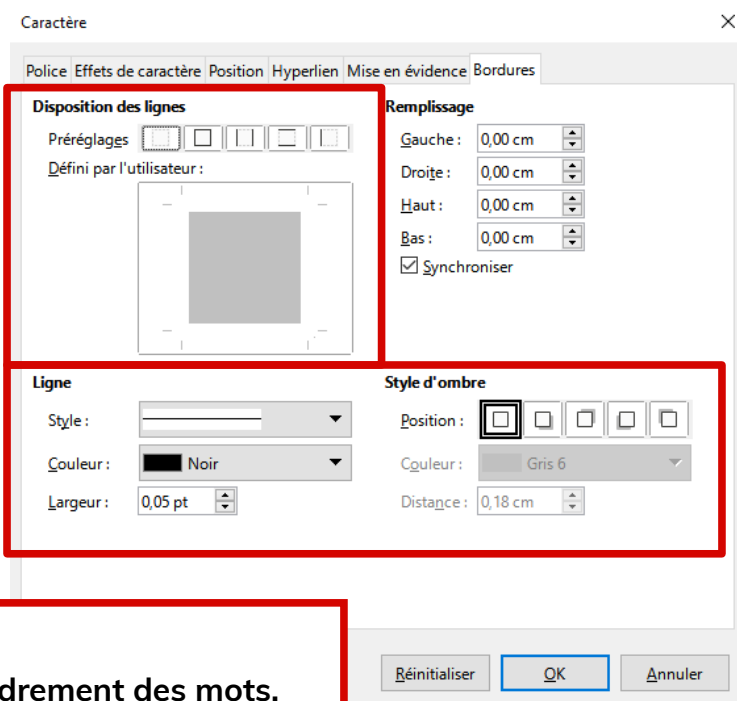 Caractère
Police Effets de caractère Position Hyperlien Mise en évidence Bordures
Disposition des lignes
Préréglages
Défini par l'utilisateur :
Remplissage
Gauche : 0,00 cm
Droite : 0,00 cm
Haut : 0,00 cm
Bas : 0,00 cm
Synchroniser
Ligne
Style :
Couleur : Noir
Largeur : 0,05 pt
Style d'ombre
Position :
Couleur : Gris 6
Distance : 0,18 cm
drement des mots.
Réinitialiser OK Annuler